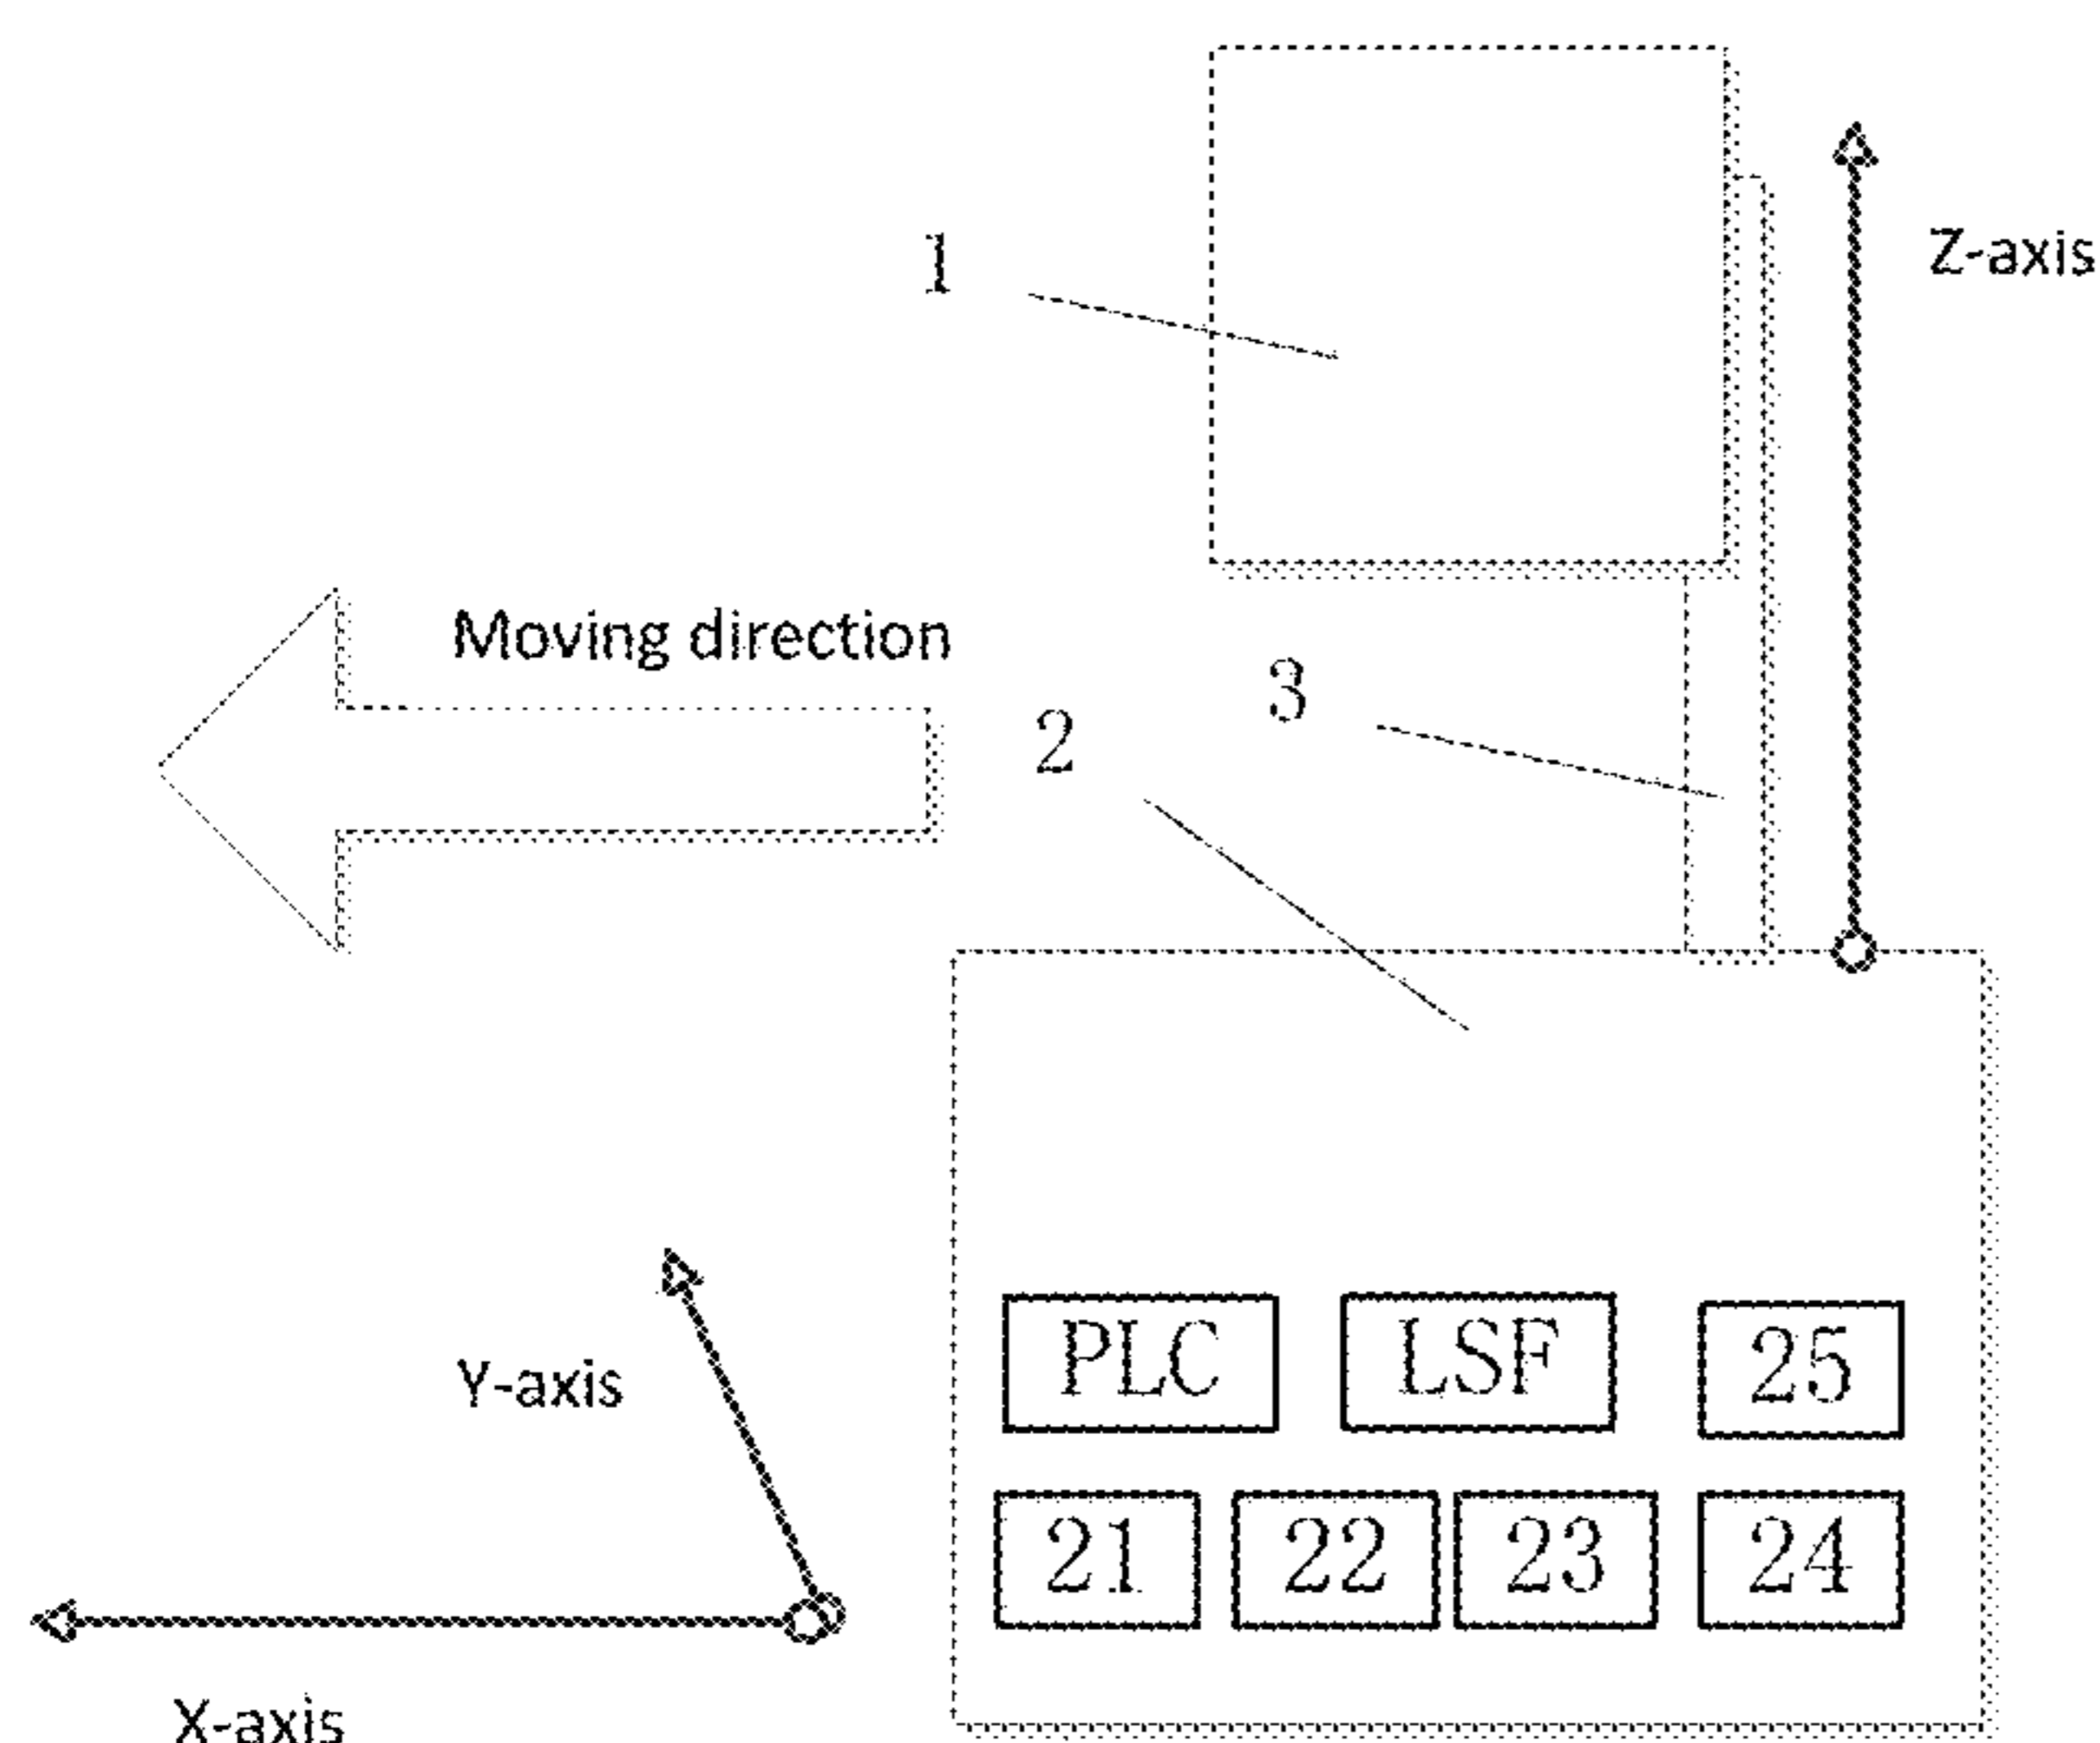 1
Z-axis
Moving direction
3
2
PLC LSF 25
Y-axis
21 22 23 24
X-axis